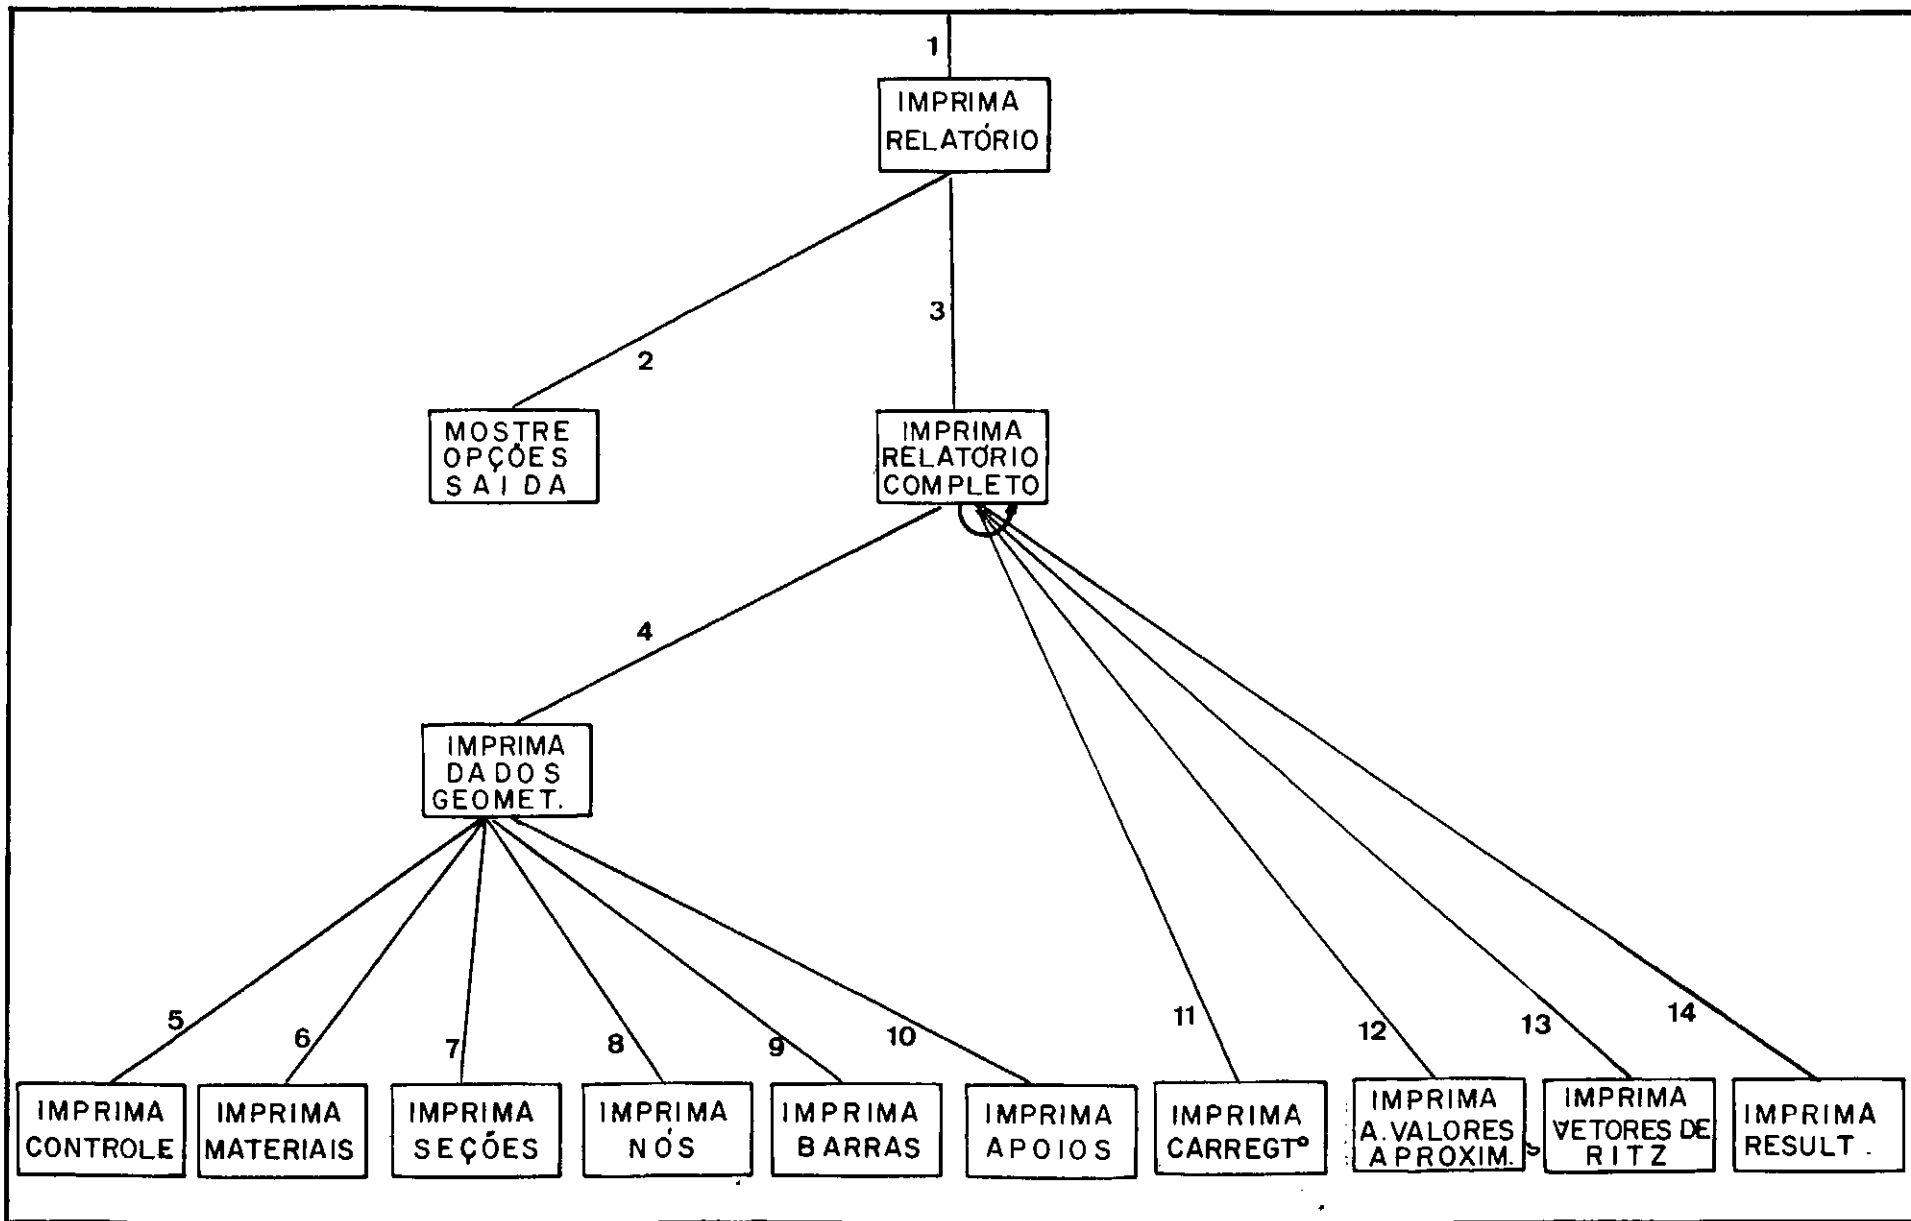 1
IMPRIMA
RELATÓRIO
2
3
MOSTRE
OPÇÕES
SAIDA
IMPRIMA
RELATÓRIO
COMPLETO
4
IMPRIMA
DADOS
GEOMET.
5
6
7
8
9
10
11
12
13
14
IMPRIMA
CONTROLE
IMPRIMA
MATERIAIS
IMPRIMA
SEÇÕES
IMPRIMA
NÓS
IMPRIMA
BARRAS
IMPRIMA
APOIOS
IMPRIMA
CARREGTº
IMPRIMA
A. VALORES
APROXIM.
IMPRIMA
VETORES DE
RITZ
IMPRIMA
RESULT.